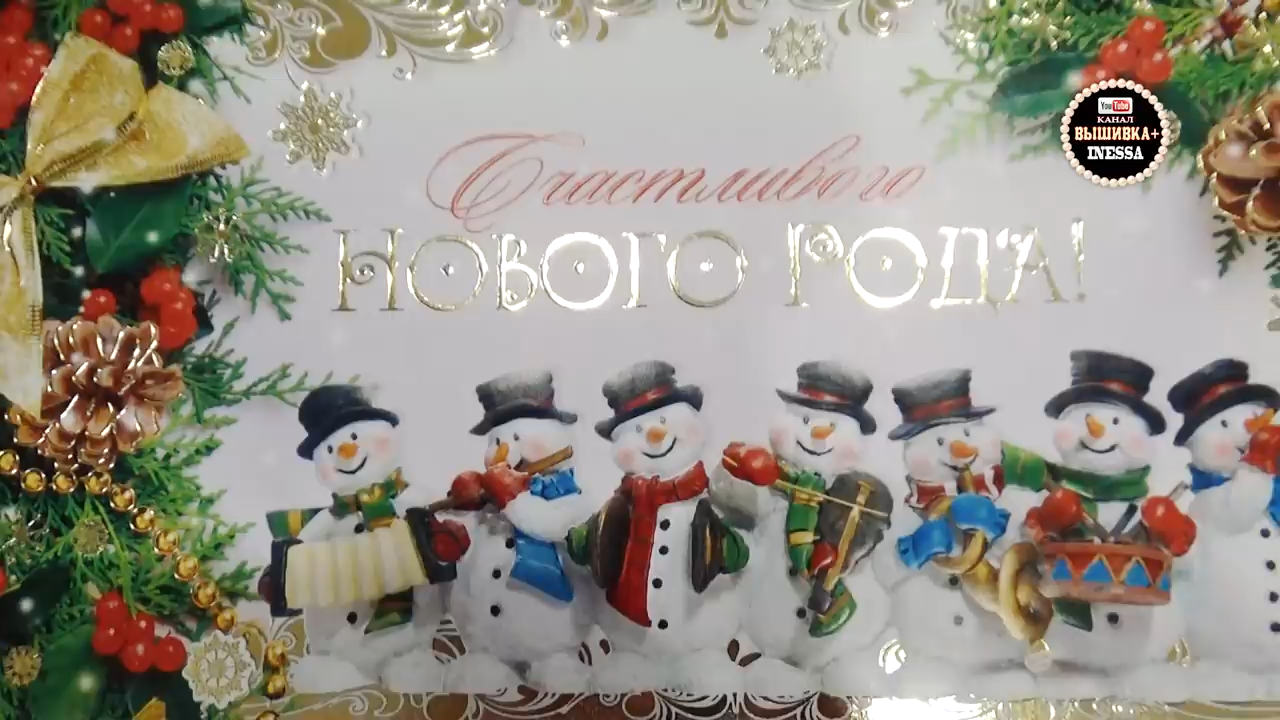 Счастливого
НОВОГО ГОДА!
YouTube
КАНАЛ
ВЫШИВКА+
INESSA